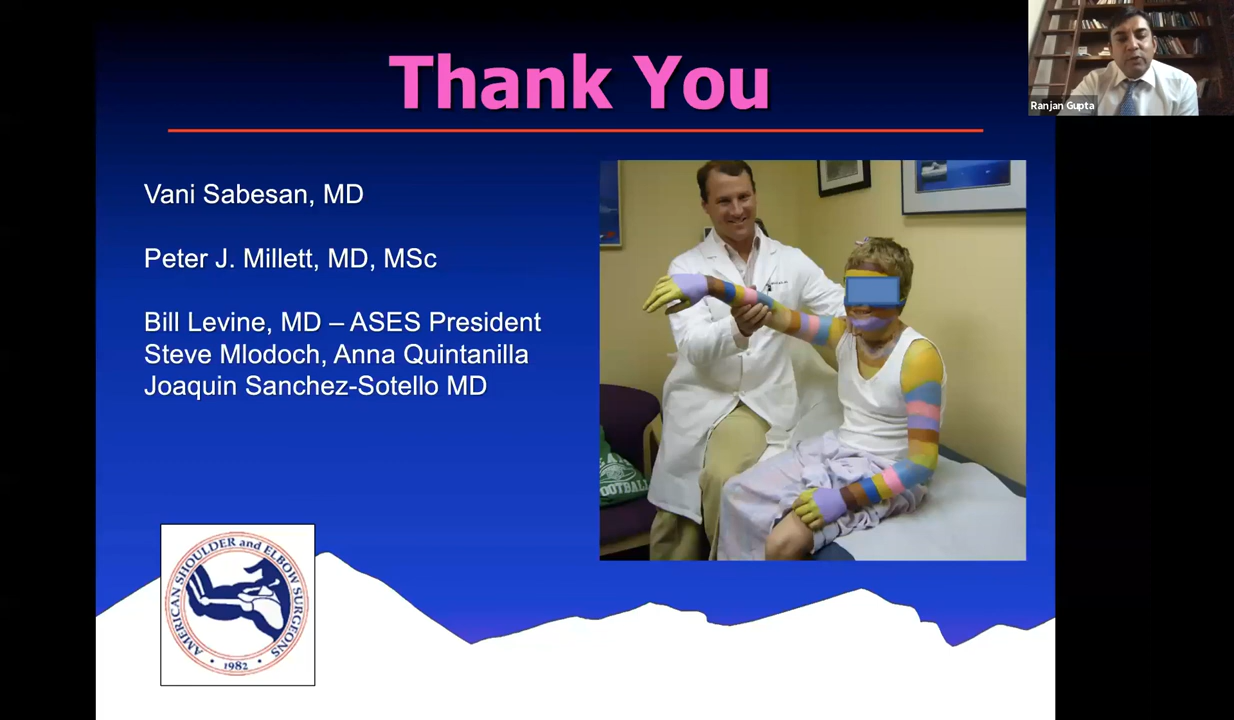 Thank You
Ranjan Gupta
Vani Sabesan, MD
Peter J. Millett, MD, MSc
Bill Levine, MD – ASES President
Steve Mlodoch, Anna Quintanilla
Joaquin Sanchez-Sotello MD
FOOTBALL
AMERICAN SHOULDER and ELBOW SURGEONS
• 1982 •